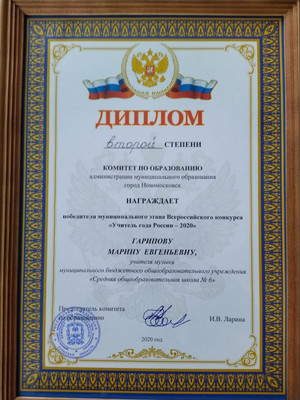 ДИПЛОМ
второй СТЕПЕНИ
КОМИТЕТ ПО ОБРАЗОВАНИЮ
администрации муниципального образования
город Новомосковск
НАГРАЖДАЕТ
победителя муниципального этапа Всероссийского конкурса
«Учитель года России – 2020»
ГАРИПОВУ
МАРИНУ ЕВГЕНЬЕВНУ,
учителя музыки
муниципального бюджетного общеобразовательного учреждения
«Средняя общеобразовательная школа № 6»
Председатель комитета
по образованию
И.В. Ларина
2020 год